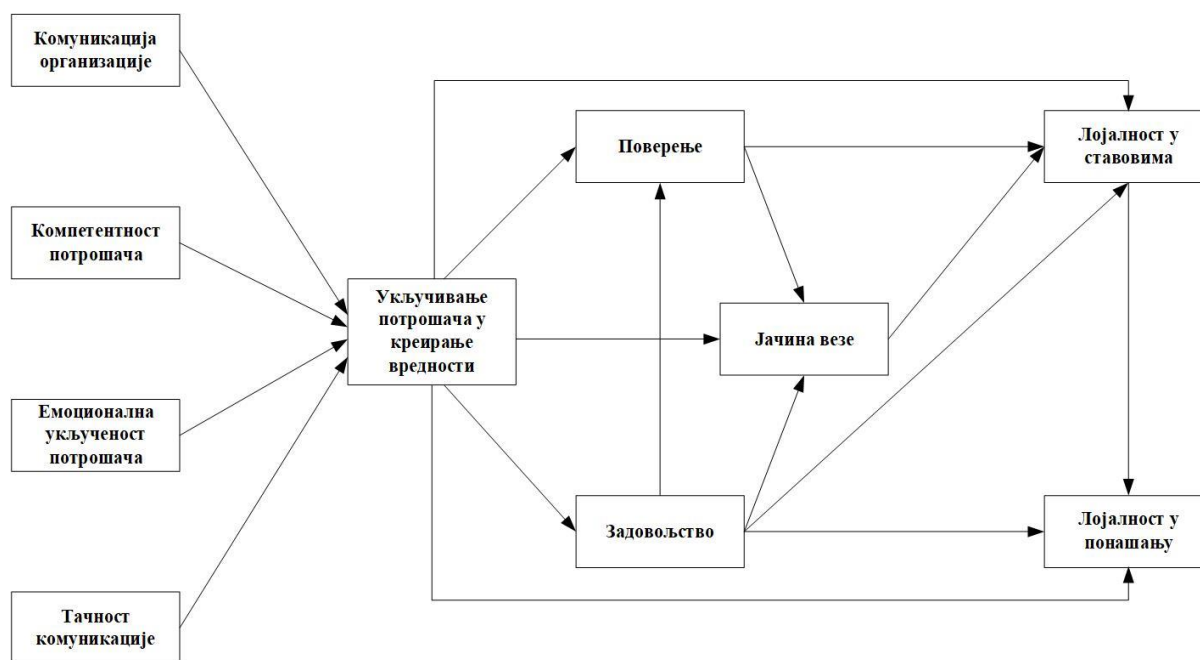 Комуникација
организације
Компетентност
потрошача
Емоционална
укљученост
потрошача
Тачност
комуникације
Укључивање
потрошача у
креирање
вредности
Поверење
Јачина везе
Задовољство
Лојалност у
ставовима
Лојалност у
понашању